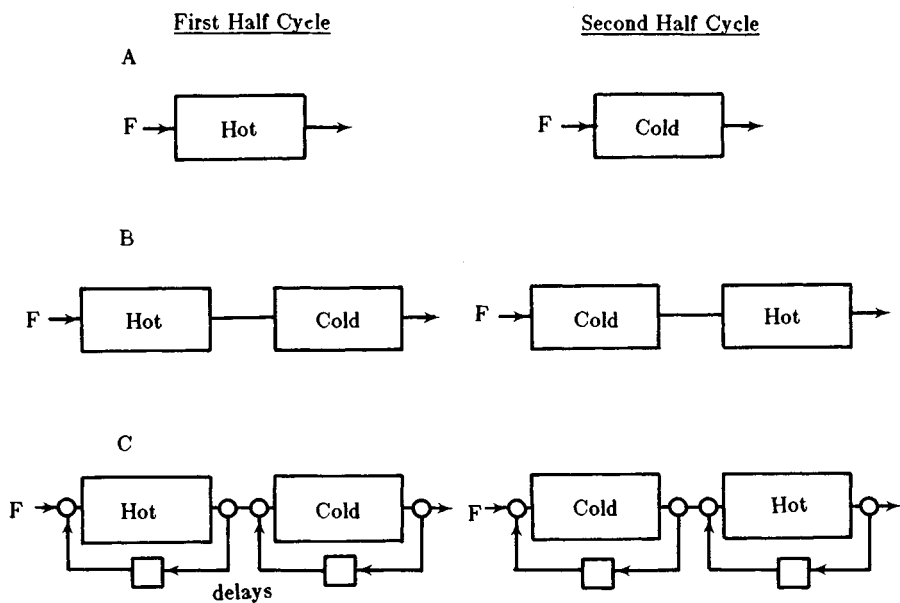 First Half Cycle Second Half Cycle
A
F Hot F Cold
B
F Hot Cold F Cold Hot
C
F Hot Cold F Cold Hot
delays